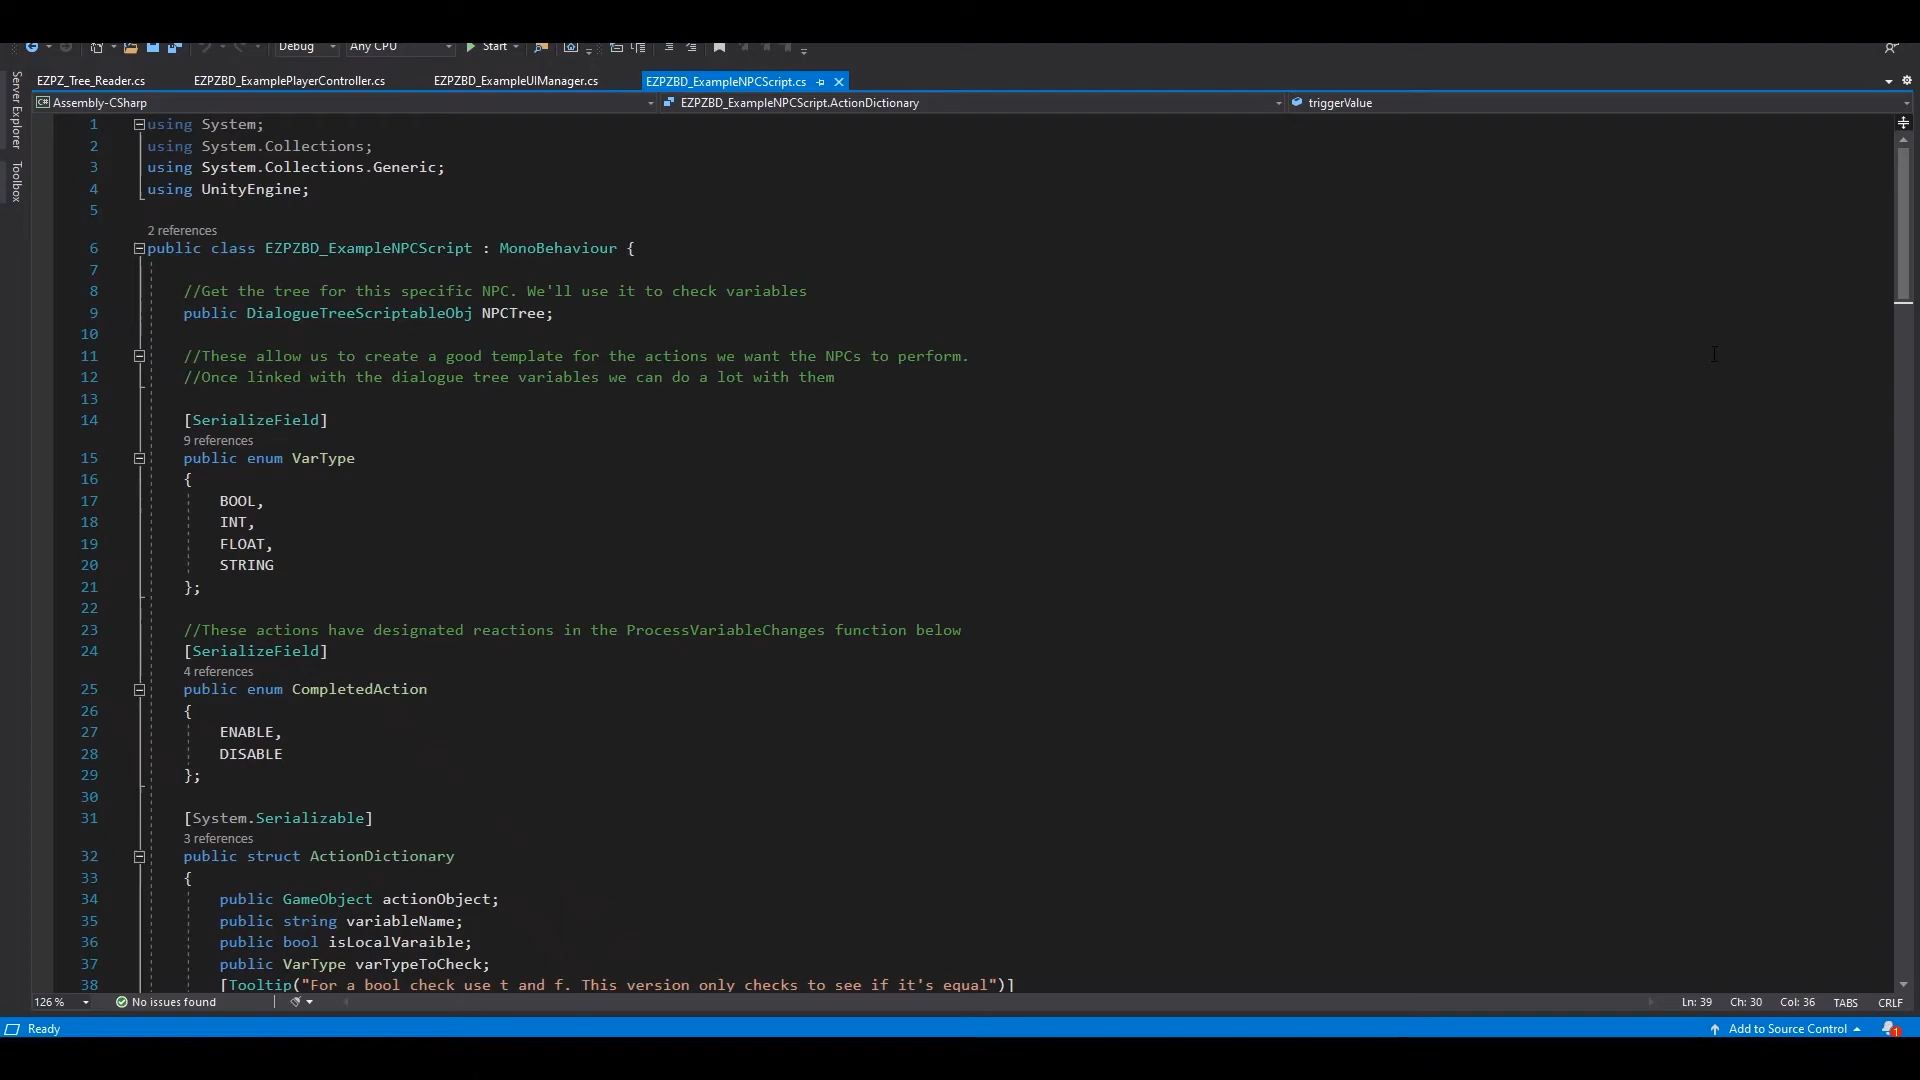 Debug Any CPU Start
EZPZ_Tree_Reader.cs EZPZBD_ExamplePlayerController.cs EZPZBD_ExampleUIManager.cs EZPZBD_ExampleNPCScript.cs
C# Assembly-CSharp EZPZBD_ExampleNPCScript.ActionDictionary triggerValue
Server Explorer
Toolbox
1 using System;
2 using System.Collections;
3 using System.Collections.Generic;
4 using UnityEngine;
5
2 references
6 public class EZPZBD_ExampleNPCScript : MonoBehaviour {
7
8 //Get the tree for this specific NPC. We'll use it to check variables
9 public DialogueTreeScriptableObj NPCTree;
10
11 //These allow us to create a good template for the actions we want the NPCs to perform.
12 //Once linked with the dialogue tree variables we can do a lot with them
13
14 [SerializeField]
9 references
15 public enum VarType
16 {
17 BOOL,
18 INT,
19 FLOAT,
20 STRING
21 };
22
23 //These actions have designated reactions in the ProcessVariableChanges function below
24 [SerializeField]
4 references
25 public enum CompletedAction
26 {
27 ENABLE,
28 DISABLE
29 };
30
31 [System.Serializable]
3 references
32 public struct ActionDictionary
33 {
34 public GameObject actionObject;
35 public string variableName;
36 public bool isLocalVaraible;
37 public VarType varTypeToCheck;
38 [Tooltip("For a bool check use t and f. This version only checks to see if it's equal")]
126 % No issues found Ln: 39 Ch: 30 Col: 36 TABS CRLF
Ready Add to Source Control 1